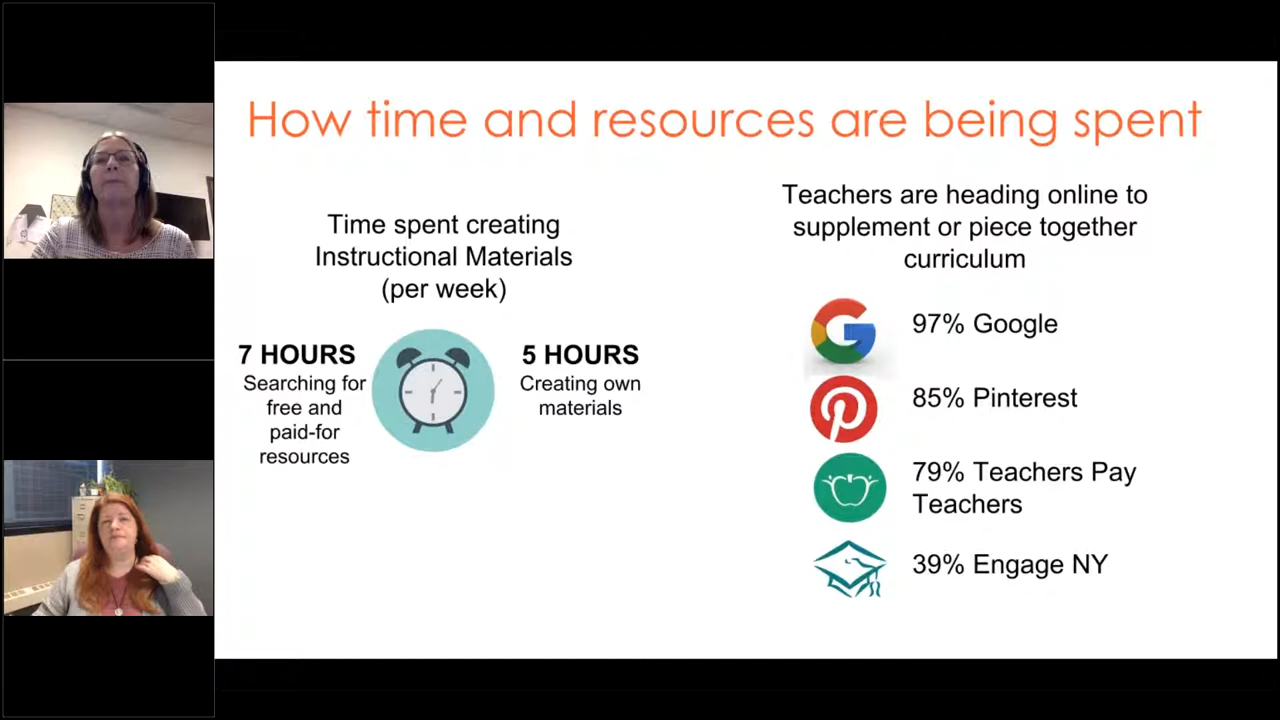 How time and resources are being spent
Time spent creating
Instructional Materials
(per week)
7 HOURS
Searching for
free and
paid-for
resources
5 HOURS
Creating own
materials
Teachers are heading online to
supplement or piece together
curriculum
97% Google
85% Pinterest
79% Teachers Pay
Teachers
39% Engage NY